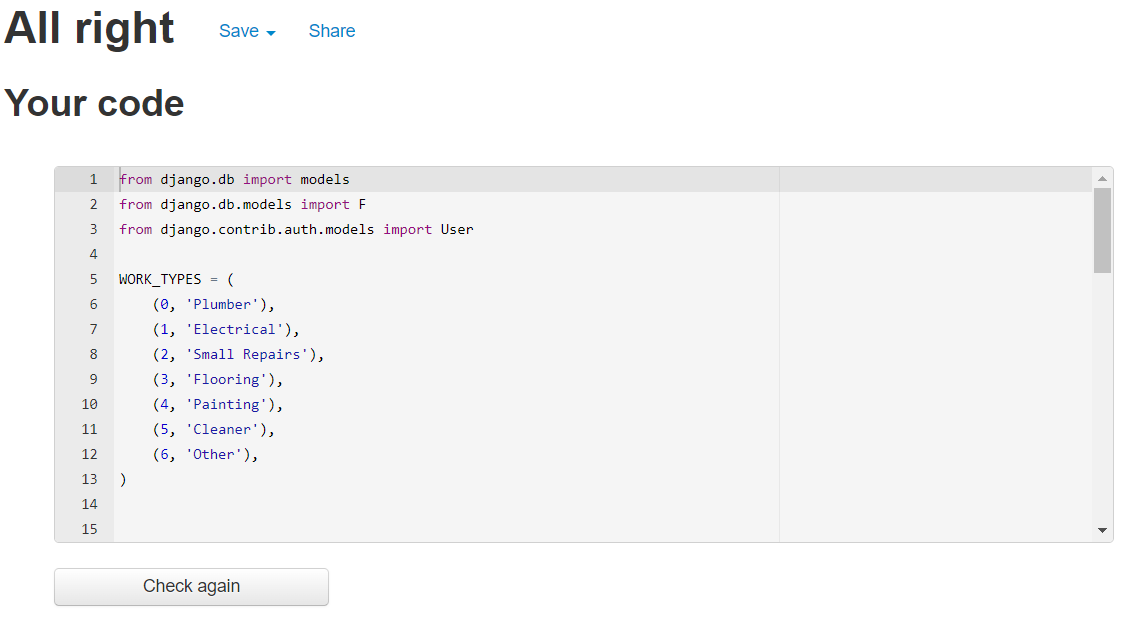 All right Save Share
Your code
1 from django.db import models
2 from django.db.models import F
3 from django.contrib.auth.models import User
4
5 WORK_TYPES = (
6     (0, 'Plumber'),
7     (1, 'Electrical'),
8     (2, 'Small Repairs'),
9     (3, 'Flooring'),
10     (4, 'Painting'),
11     (5, 'Cleaner'),
12     (6, 'Other'),
13 )
14
15
Check again